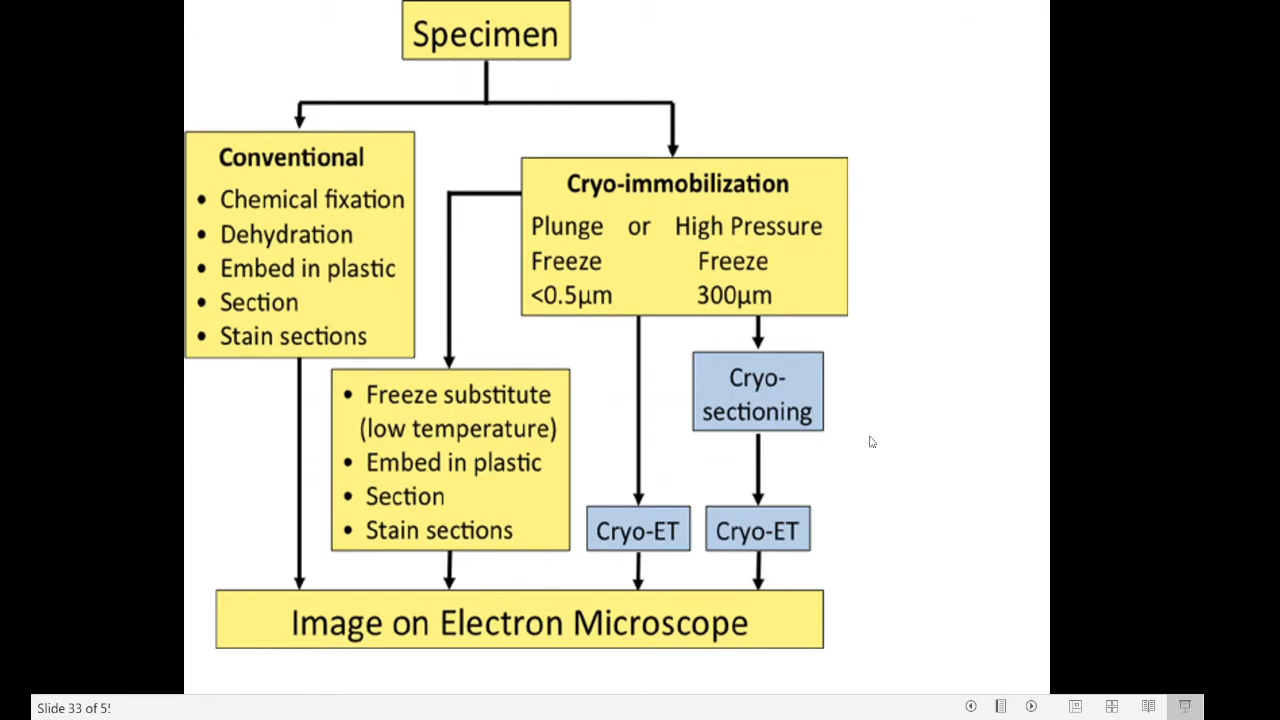 Specimen
Conventional
• Chemical fixation
• Dehydration
• Embed in plastic
• Section
• Stain sections
Cryo-immobilization
Plunge or High Pressure
Freeze Freeze
<0.5µm 300µm
Cryo-
sectioning
• Freeze substitute
(low temperature)
• Embed in plastic
• Section
• Stain sections
Cryo-ET
Cryo-ET
Image on Electron Microscope
Slide 33 of 5!